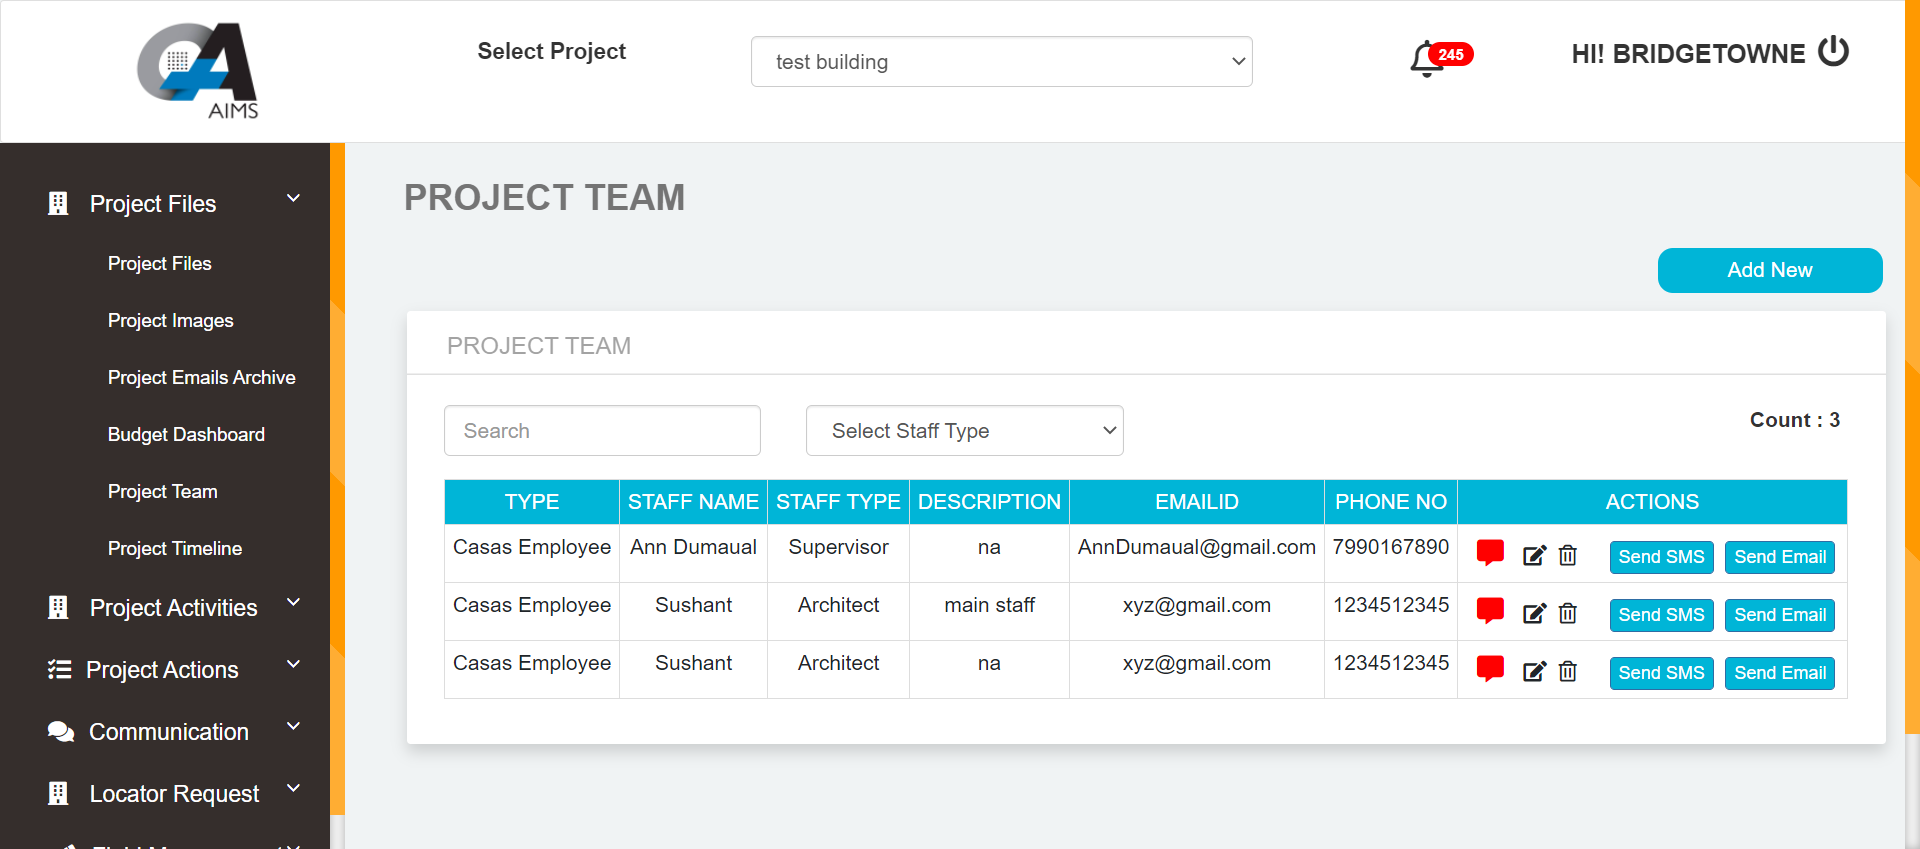 AIMS
Select Project
test building
245
HI! BRIDGETOWNE
Project Files
Project Files
Project Images
Project Emails Archive
Budget Dashboard
Project Team
Project Timeline
Project Activities
Project Actions
Communication
Locator Request
PROJECT TEAM
Add New
PROJECT TEAM
Search
Select Staff Type
Count : 3
TYPE STAFF NAME STAFF TYPE DESCRIPTION EMAILID PHONE NO ACTIONS
Casas Employee Ann Dumaual Supervisor na AnnDumaual@gmail.com 7990167890 Send SMS Send Email
Casas Employee Sushant Architect main staff xyz@gmail.com 1234512345 Send SMS Send Email
Casas Employee Sushant Architect na xyz@gmail.com 1234512345 Send SMS Send Email